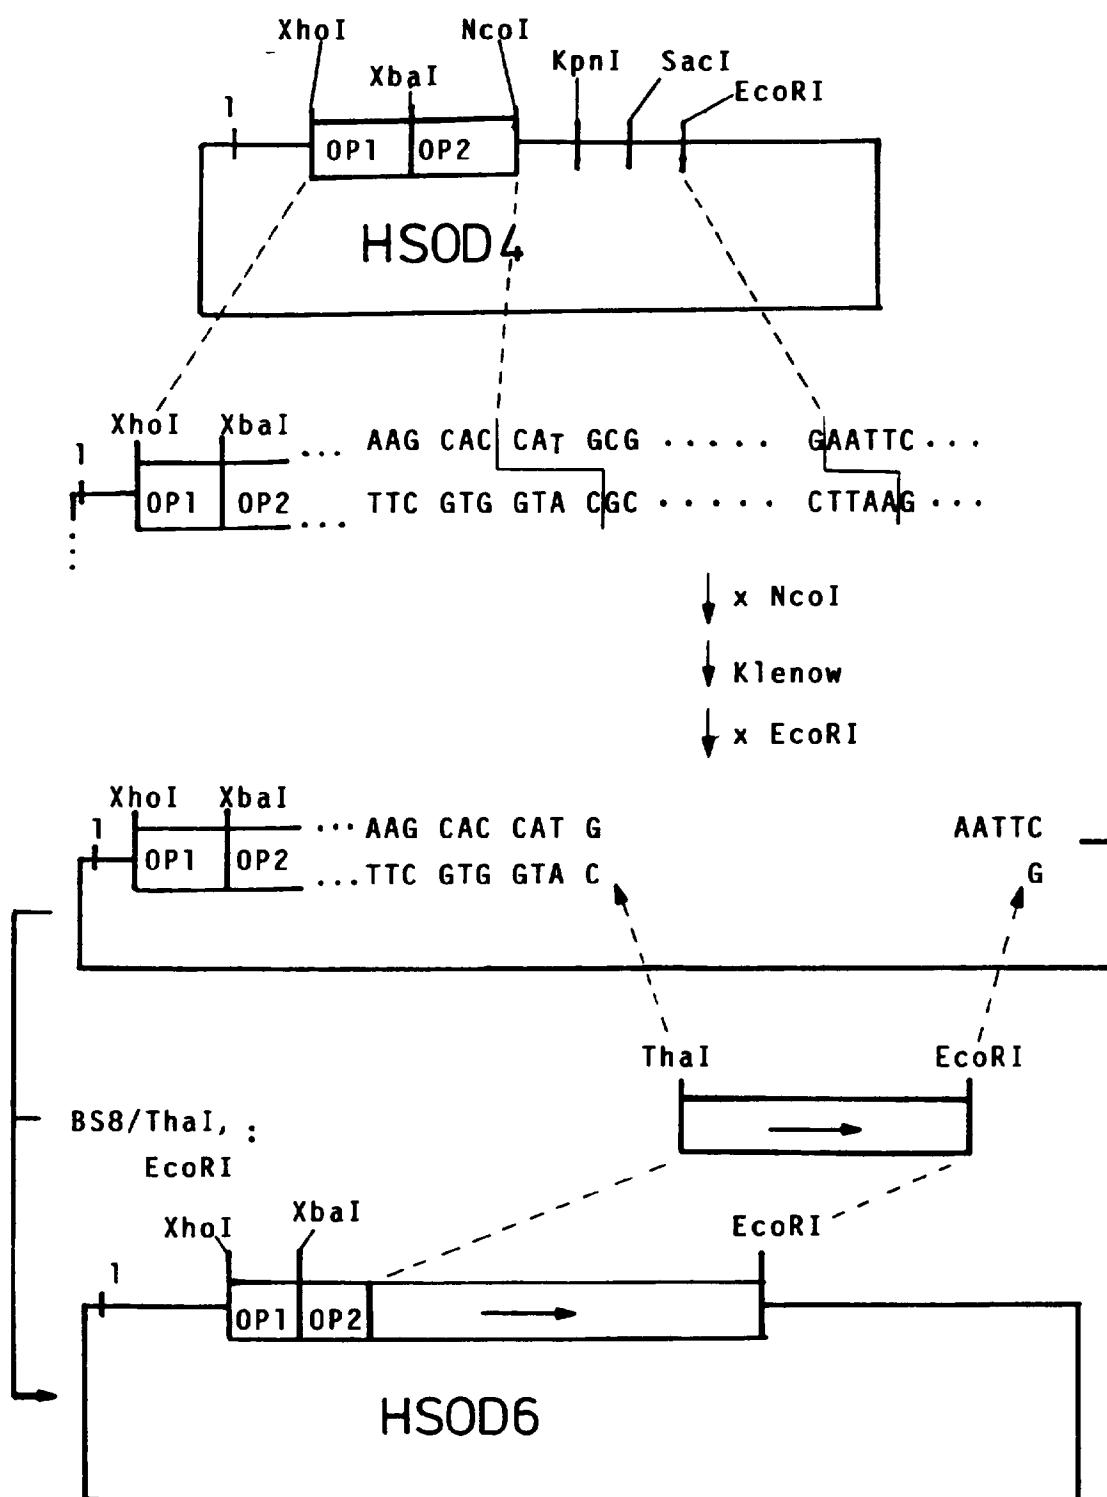 XhoI NcoI
KpnI SacI
XbaI
EcoRI
1
OP1 OP2
HSOD4
XhoI XbaI
1
... AAG CAC CAT GCG ..... GAATTC...
OP1 OP2
... TTC GTG GTA CGC ..... CTTAAG...
x NcoI
Klenow
x EcoRI
XhoI XbaI
1
...AAG CAC CAT G AATTC
OP1 OP2
...TTC GTG GTA C G
ThaI EcoRI
BS8/ThaI, :
EcoRI
XhoI XbaI EcoRI
1
OP1 OP2
HSOD6